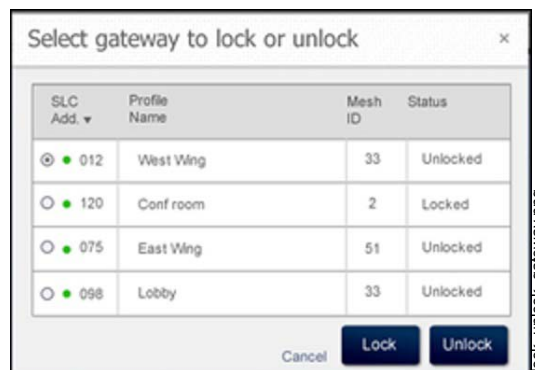 Select gateway to lock or unlock ×
SLC Add. ▼ Profile Name Mesh ID Status
012 West Wing 33 Unlocked
120 Conf room 2 Locked
075 East Wing 51 Unlocked
098 Lobby 33 Unlocked
Cancel Lock Unlock